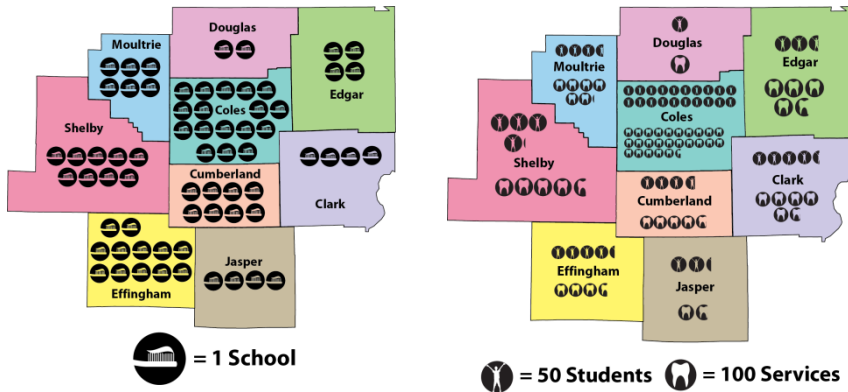 Douglas
Moultrie
Edgar
Coles
Shelby
Cumberland
Clark
Jasper
Effingham
= 1 School
Douglas
Moultrie
Edgar
Coles
Shelby
Clark
Cumberland
Effingham
Jasper
= 50 Students = 100 Services